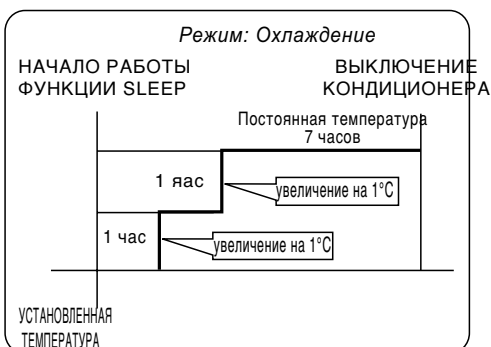 Режим: Охлаждение
НАЧАЛО РАБОТЫ
ФУНКЦИИ SLEEP
ВЫКЛЮЧЕНИЕ
КОНДИЦИОНЕРА
Постоянная температура
7 часов
1 яас
увеличение на 1°C
1 час
увеличение на 1°C
УСТАНОВЛЕННАЯ
ТЕМПЕРАТУРА